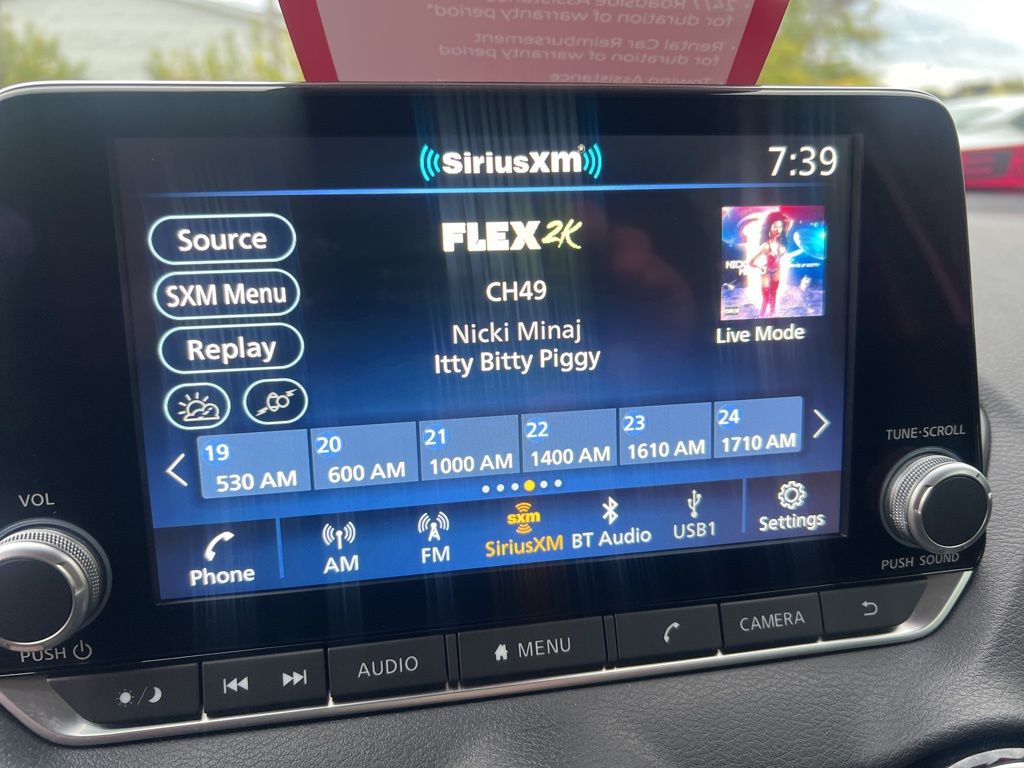 24/7 Roadside Assistance
for duration of warranty period*
• Rental Car Reimbursement
for duration of warranty period
Towing Assistance
SiriusXM®
7:39
Source
FLEX2K
SXM Menu
CH49
Replay
Nicki Minaj
Itty Bitty Piggy
Live Mode
19
530 AM
20
600 AM
21
1000 AM
22
1400 AM
23
1610 AM
24
1710 AM
Phone
AM
FM
sxm
SiriusXM
BT Audio
USB1
Settings
VOL
PUSH
TUNE·SCROLL
PUSH SOUND
AUDIO
MENU
CAMERA